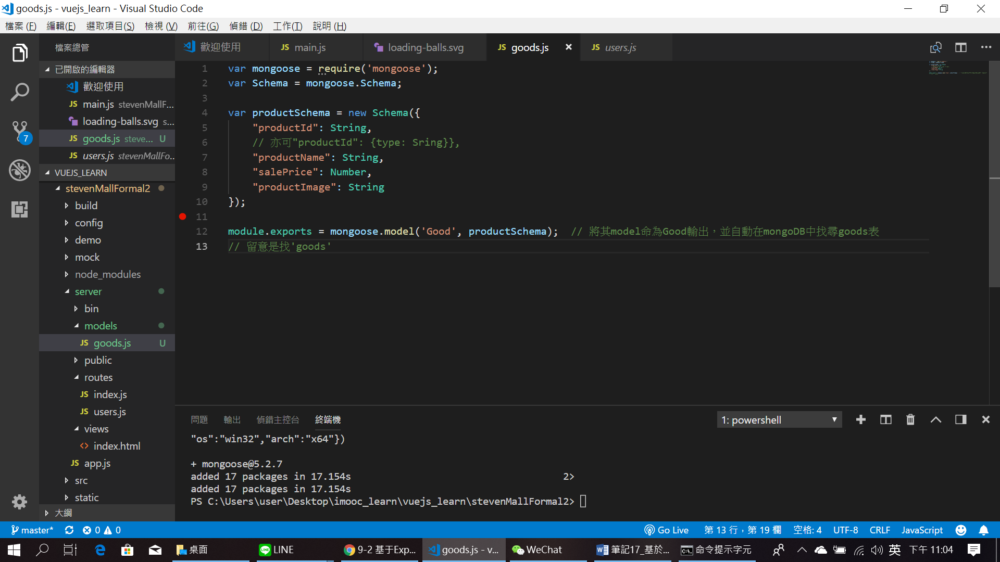 goods.js - vuejs_learn - Visual Studio Code
檔案 (F) 編輯(E) 選取項目(S) 檢視 (V) 前往(G) 偵錯 (D) 工作(T) 說明 (H)
檔案總管
歡迎使用 main.js loading-balls.svg goods.js users.js
已開啟的編輯器
歡迎使用
main.js stevenMallF...
loading-balls.svg s...
goods.js steve... U
users.js stevenMallFo...
VUEJS_LEARN
stevenMallFormal2
build
config
demo
mock
node_modules
server
bin
models
goods.js U
public
routes
index.js
users.js
views
index.html
app.js
src
static
大綱
7
1 var mongoose = require('mongoose');
2 var Schema = mongoose.Schema;
3
4 var productSchema = new Schema({
5 "productId": String,
6 // 亦可"productId": {type: Sring}},
7 "productName": String,
8 "salePrice": Number,
9 "productImage": String
10 });
11
12 module.exports = mongoose.model('Good', productSchema); // 將其model命為Good輸出，並自動在mongoDB中找尋goods表
13 // 留意是找'goods'
問題 輸出 偵錯主控台 終端機 1: powershell
"os":"win32","arch":"x64"})
+ mongoose@5.2.7
added 17 packages in 17.154s 2>
added 17 packages in 17.154s
PS C:\Users\user\Desktop\imooc_learn\vuejs_learn\stevenMallFormal2>
master* 0 0 Go Live 第 13 行，第 19 欄 空格: 4 UTF-8 CRLF JavaScript
桌面 LINE 9-2 基于Exp... goods.js - v... WeChat 筆記17_基於... 命令提示字元 英 下午 11:04